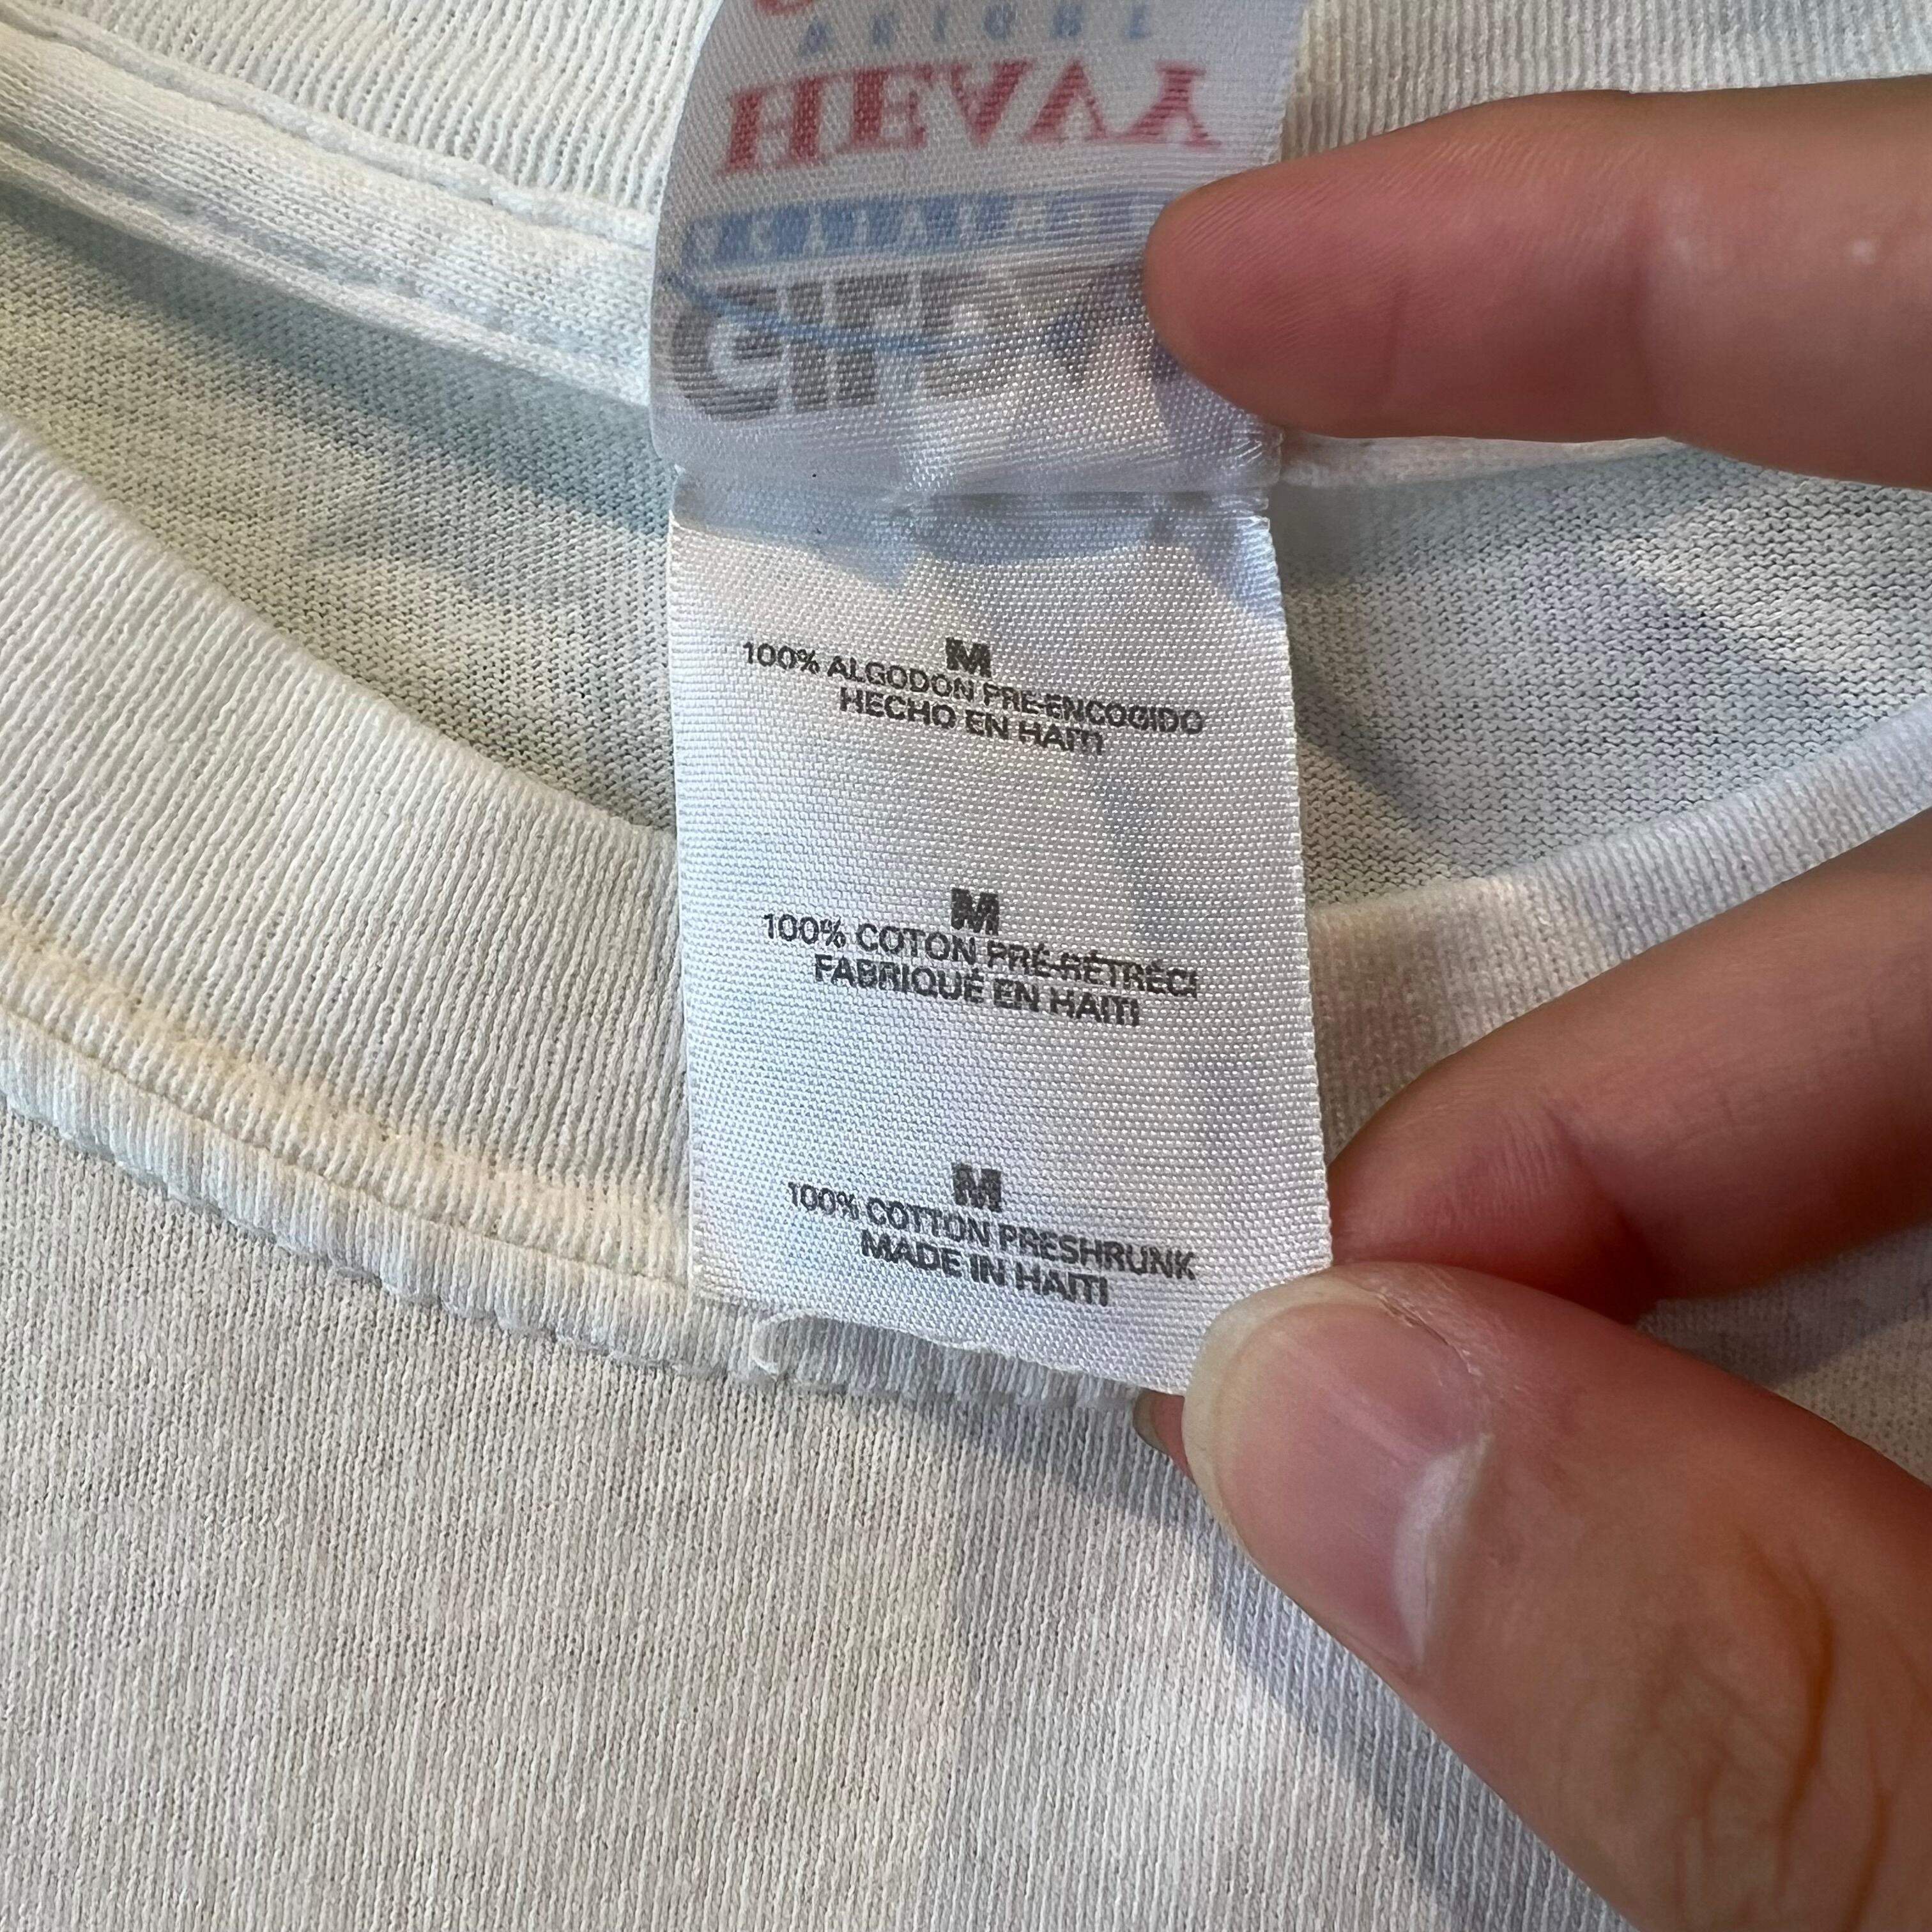 HEAVY
M
100% ALGODON PRE-ENCOGIDO
HECHO EN HAITI
M
100% COTON PRÉ-RÉTRÉCI
FABRIQUÉ EN HAITI
M
100% COTTON PRESHRUNK
MADE IN HAITI